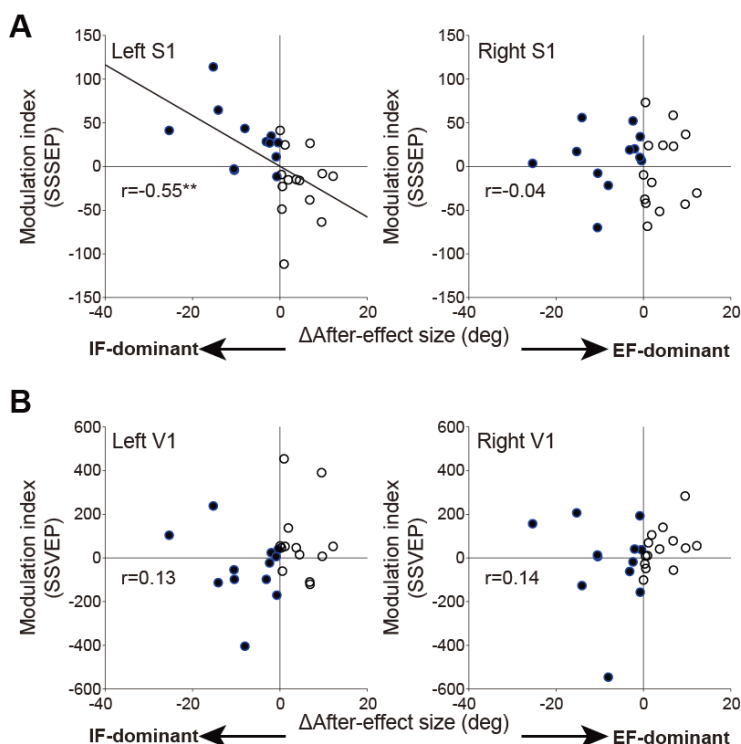 A
Left S1
Right S1
Modulation index
(SSSEP)
150
100
50
0
-50
-100
-150
r=-0.55**
-40
-20
0
20
Modulation index
(SSSEP)
150
100
50
0
-50
-100
-150
r=-0.04
-40
-20
0
20
ΔAfter-effect size (deg)
IF-dominant
EF-dominant
B
Left V1
Right V1
Modulation index
(SSVEP)
600
400
200
0
-200
-400
-600
r=0.13
-40
-20
0
20
Modulation index
(SSVEP)
600
400
200
0
-200
-400
-600
r=0.14
-40
-20
0
20
ΔAfter-effect size (deg)
IF-dominant
EF-dominant